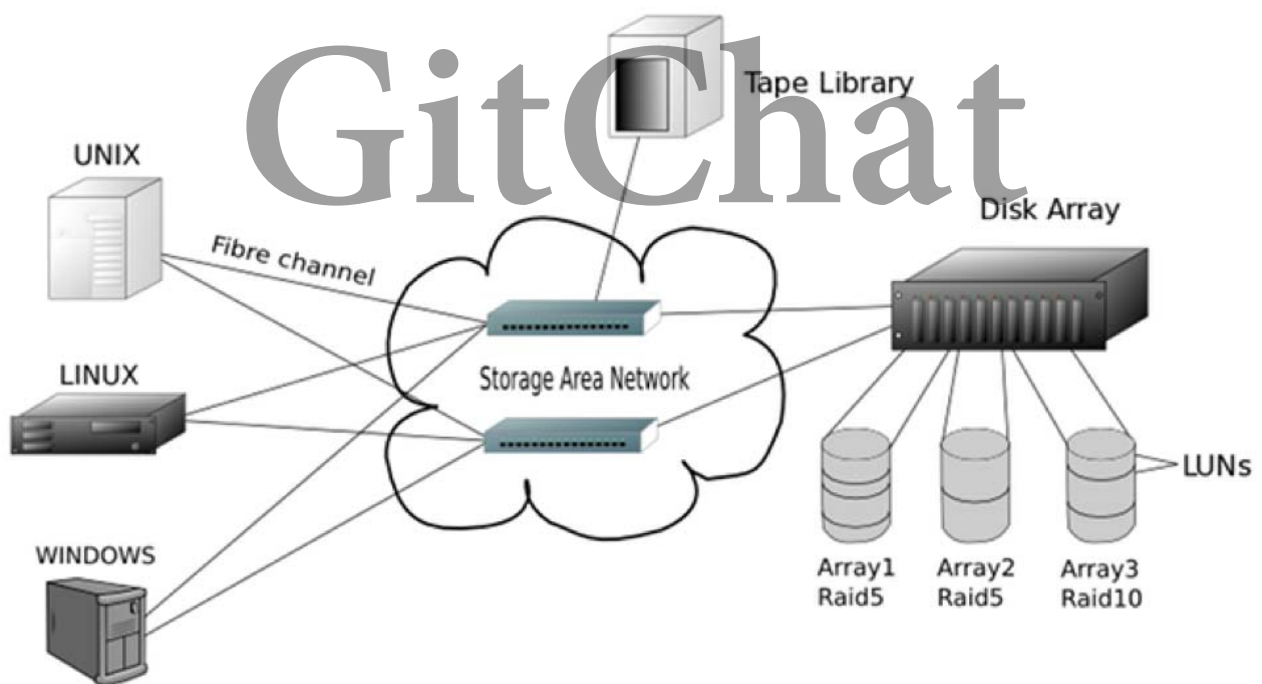 GitChat
Tape Library
UNIX
Disk Array
Fibre channel
LINUX
Storage Area Network
LUNs
WINDOWS
Array1
Raid5
Array2
Raid5
Array3
Raid10